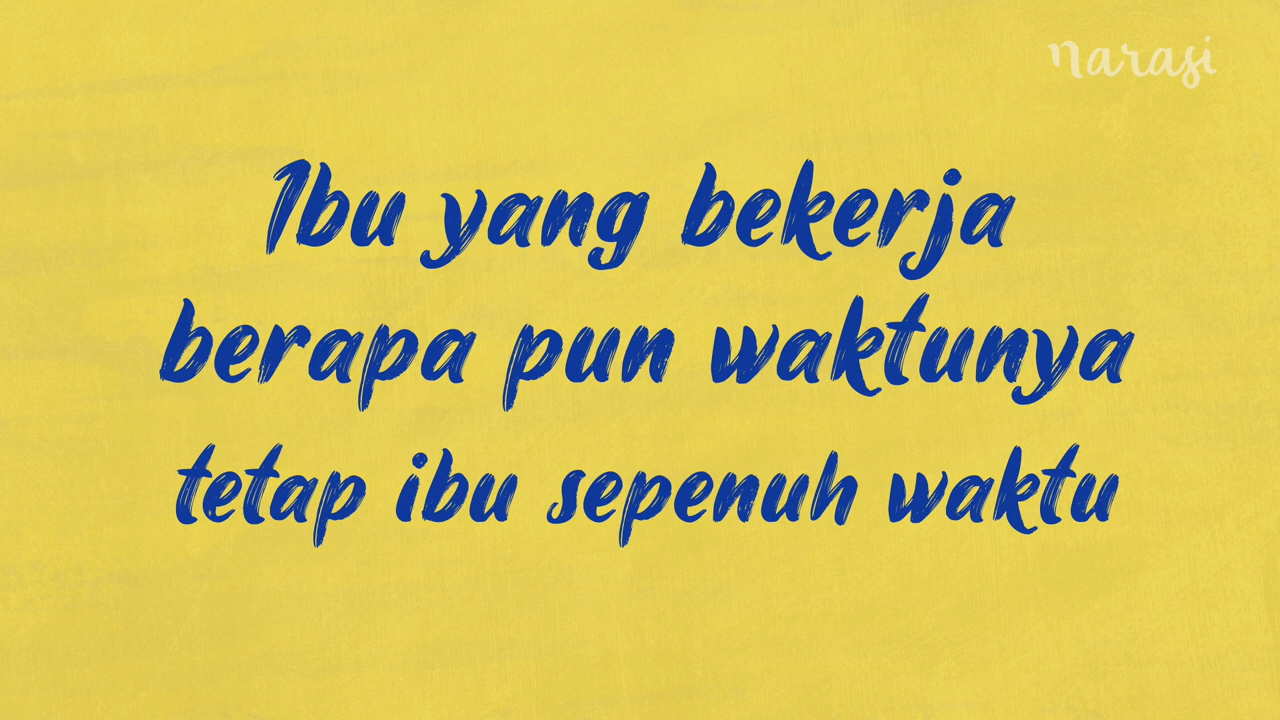 narasi
Ibu yang bekerja
berapa pun waktunya
tetap ibu sepenuh waktu